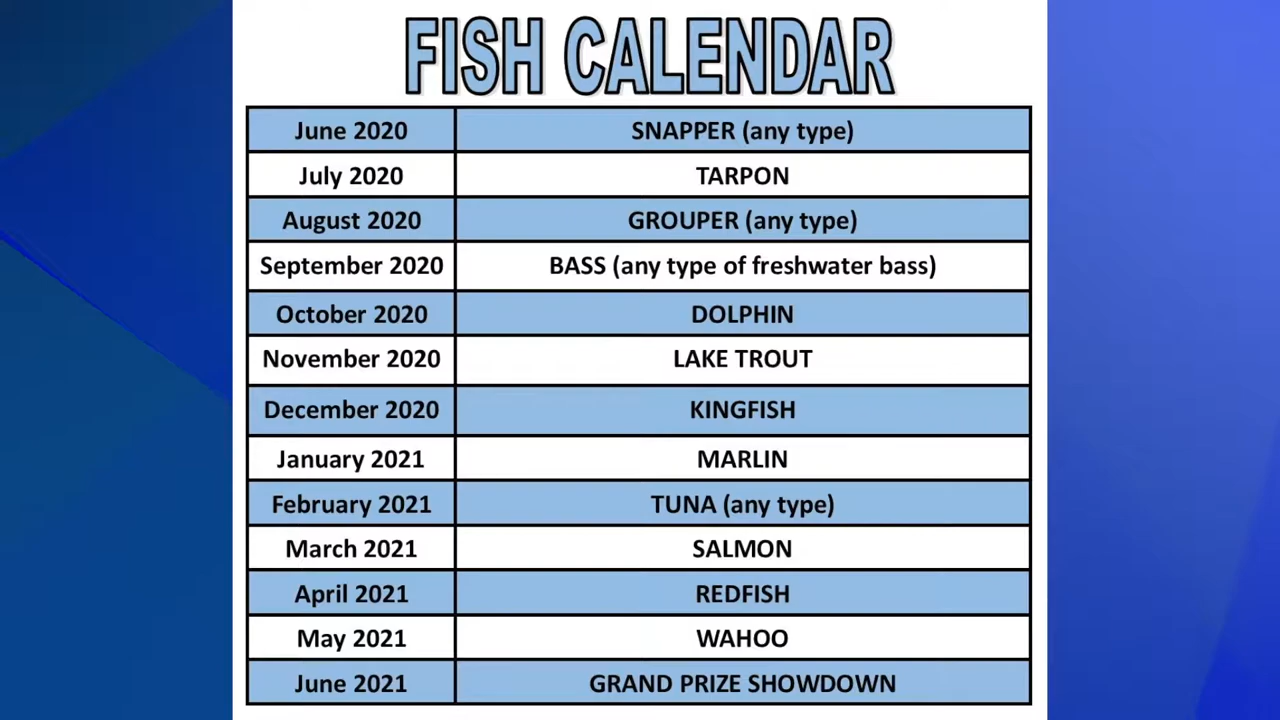 FISH CALENDAR
June 2020 SNAPPER (any type)
July 2020 TARPON
August 2020 GROUPER (any type)
September 2020 BASS (any type of freshwater bass)
October 2020 DOLPHIN
November 2020 LAKE TROUT
December 2020 KINGFISH
January 2021 MARLIN
February 2021 TUNA (any type)
March 2021 SALMON
April 2021 REDFISH
May 2021 WAHOO
June 2021 GRAND PRIZE SHOWDOWN